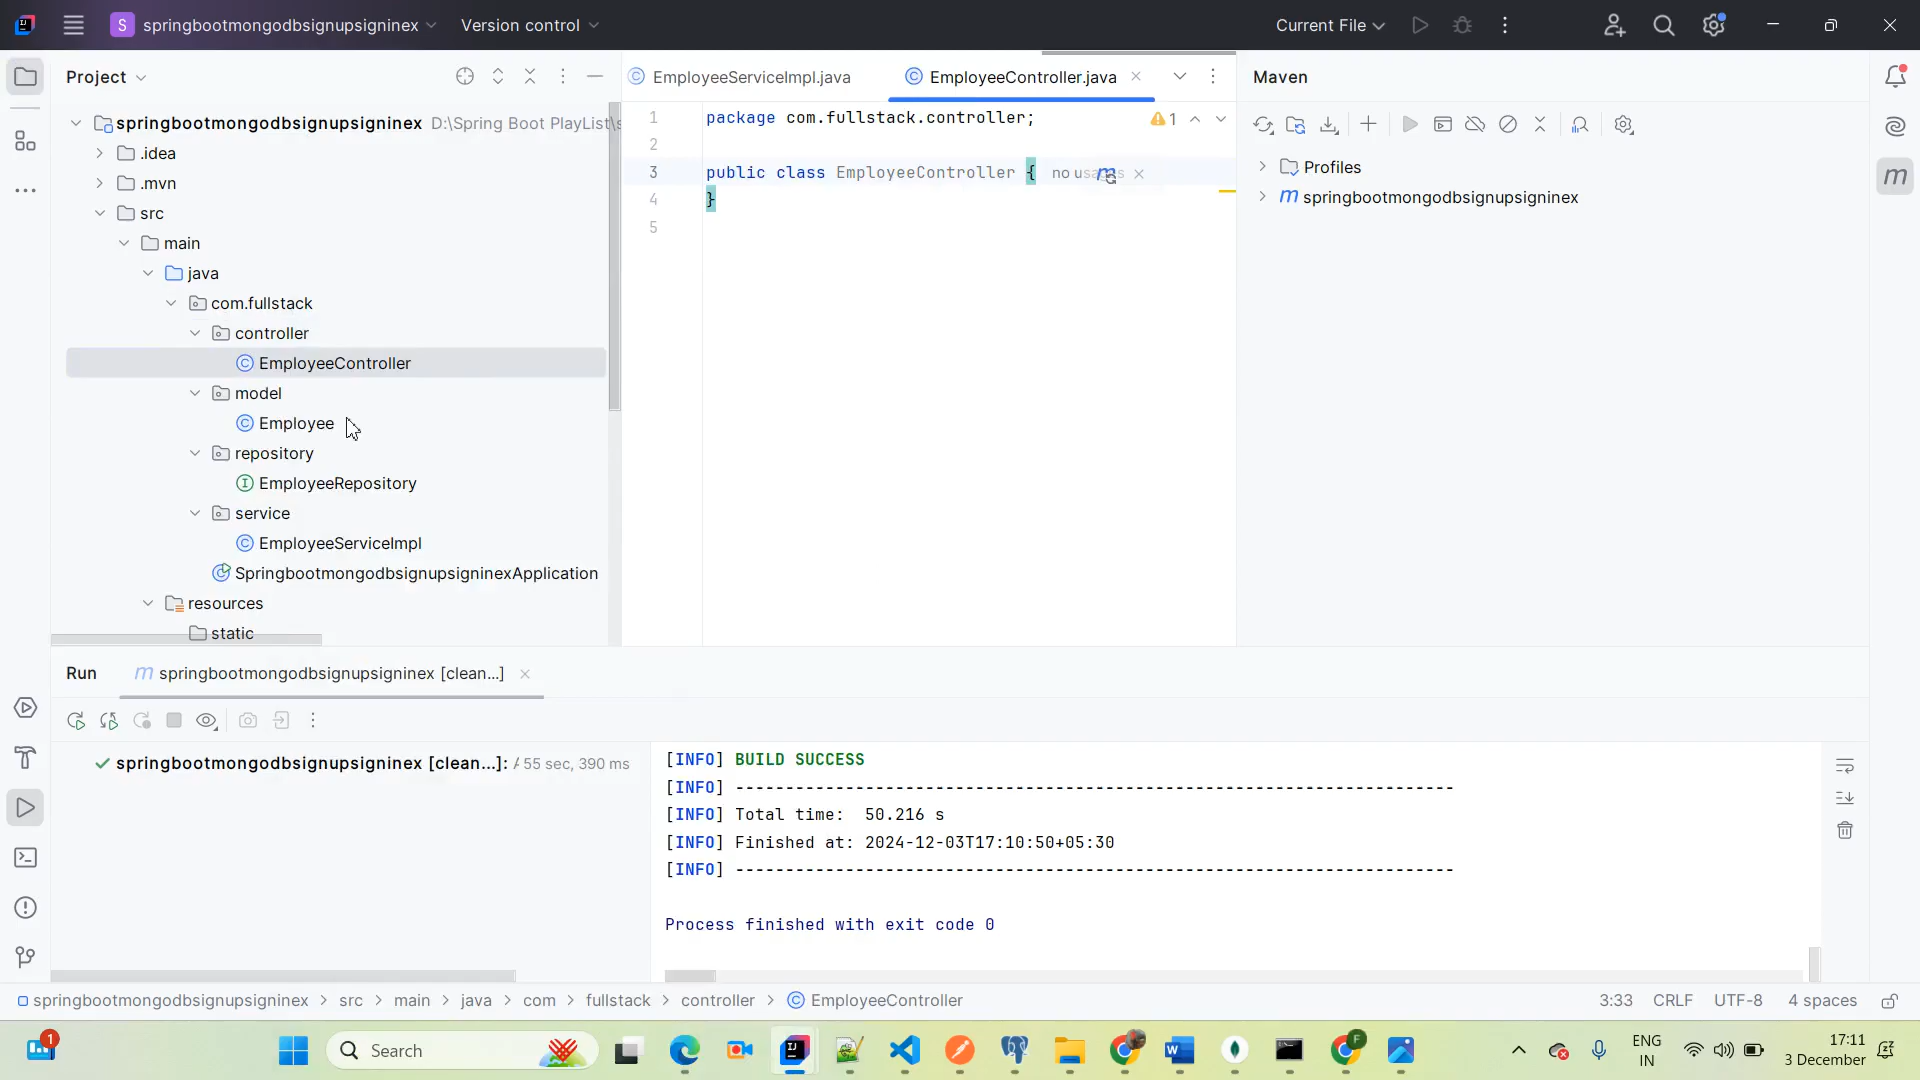 S springbootmongodbsignupsigninex Version control Current File
Project
springbootmongodbsignupsigninex D:\Spring Boot PlayList\s
.idea
.mvn
src
main
java
com.fullstack
controller
EmployeeController
model
Employee
repository
EmployeeRepository
service
EmployeeServiceImpl
SpringbootmongodbsignupsigninexApplication
resources
static
EmployeeServiceImpl.java EmployeeController.java
1 package com.fullstack.controller; 1
2
3 public class EmployeeController { no usages
4 }
5
Maven
Profiles
springbootmongodbsignupsigninex
Run springbootmongodbsignupsigninex [clean...]
springbootmongodbsignupsigninex [clean...]: 55 sec, 390 ms
[INFO] BUILD SUCCESS
[INFO] ------------------------------------------------------------------------
[INFO] Total time:  50.216 s
[INFO] Finished at: 2024-12-03T17:10:50+05:30
[INFO] ------------------------------------------------------------------------
Process finished with exit code 0
springbootmongodbsignupsigninex > src > main > java > com > fullstack > controller > EmployeeController 3:33 CRLF UTF-8 4 spaces
1 Search F ENG
IN
17:11
3 December